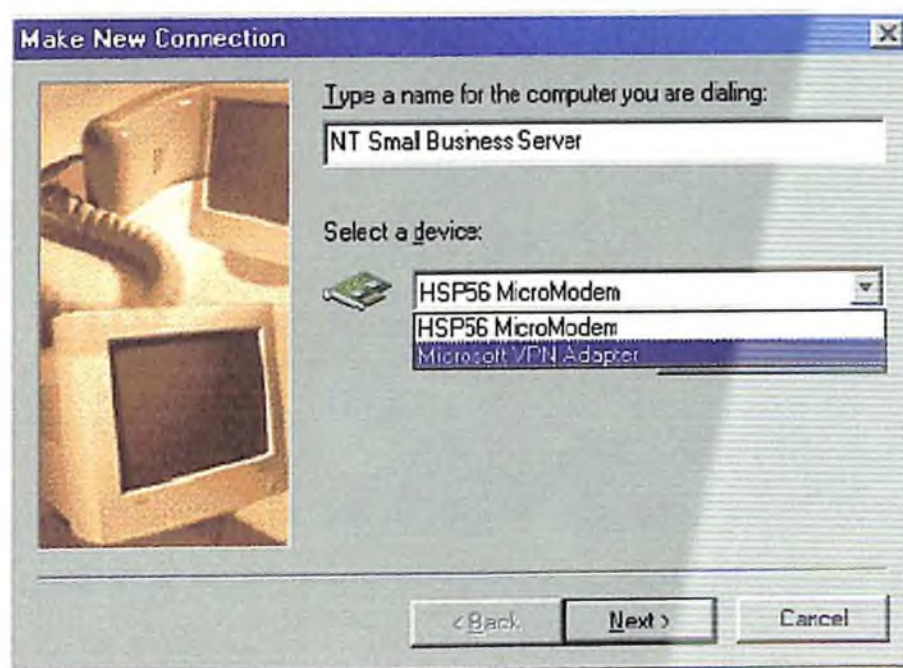 Make New Connection
Type a name for the computer you are dialing:
NT Smal Business Server
Select a device:
HSP56 MicroModem
HSP56 MicroModem
Microsoft VPN Adapter
< Back
Next >
Cancel